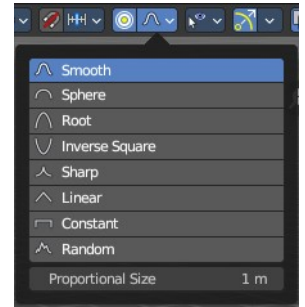 Smooth
Sphere
Root
Inverse Square
Sharp
Linear
Constant
Random
Proportional Size 1 m